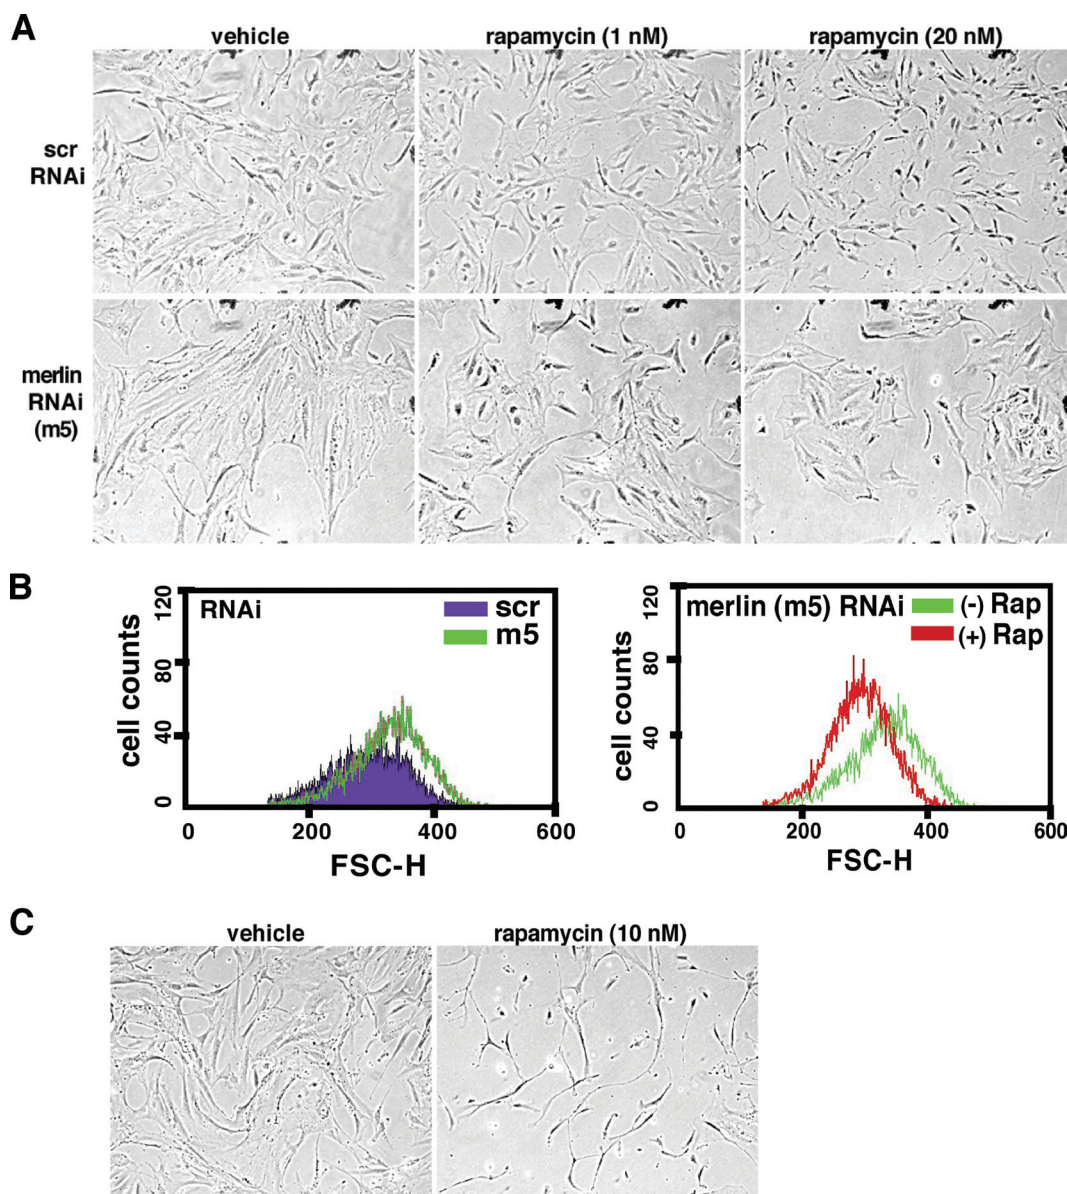 A
vehicle
rapamycin (1 nM)
rapamycin (20 nM)
scr
RNAi
merlin
RNAi
(m5)
B
cell counts
120
80
40
0
RNAi
scr
m5
0
200
400
600
FSC-H
cell counts
120
80
40
0
merlin (m5) RNAi
(-) Rap
(+) Rap
0
200
400
600
FSC-H
C
vehicle
rapamycin (10 nM)